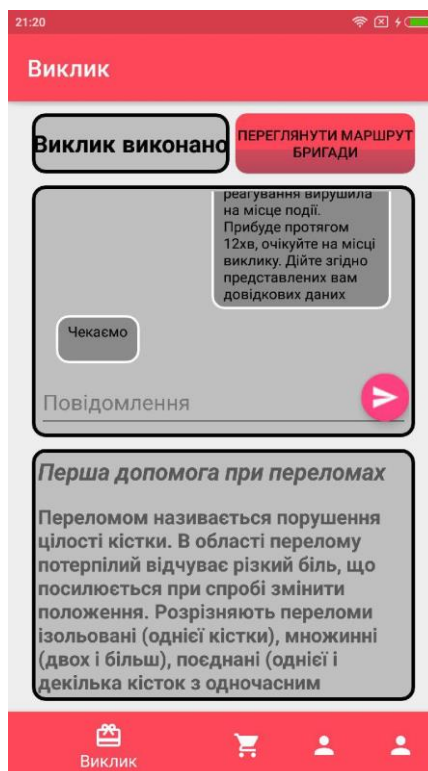 21:20
Виклик
Виклик виконано
ПЕРЕГЛЯНУТИ МАРШРУТ
БРИГАДИ
реагування вирушила
на місце події.
Прибуде протягом
12хв, очікуйте на місці
виклику. Дійте згідно
представлених вам
довідкових даних
Чекаємо
Повідомлення
Перша допомога при переломах
Переломом називається порушення
цілості кістки. В області перелому
потерпілий відчуває різкий біль, що
посилюється при спробі змінити
положення. Розрізняють переломи
ізольовані (однієї кістки), множинні
(двох і більш), поєднані (однієї і
декілька кісток з одночасним
Виклик